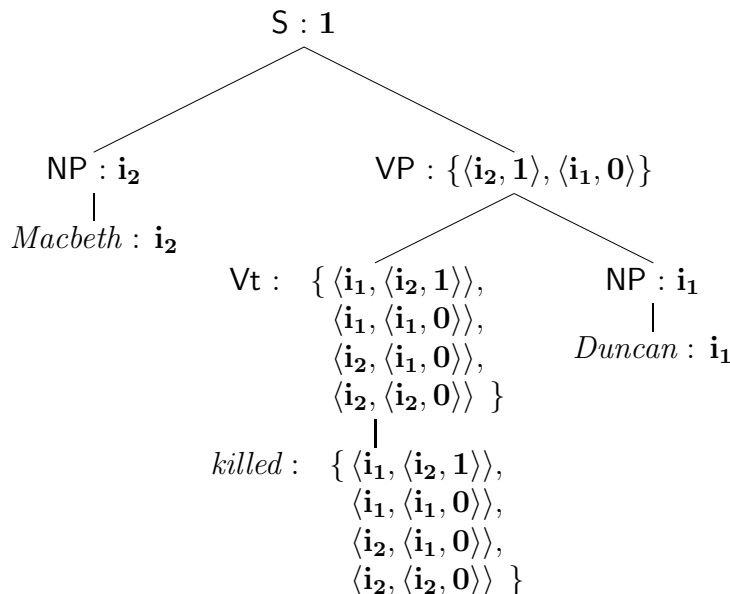 S : 1
NP : i₂ VP : {⟨i₂, 1⟩, ⟨i₁, 0⟩}
Macbeth : i₂
Vt : { ⟨i₁, ⟨i₂, 1⟩⟩, NP : i₁
⟨i₁, ⟨i₁, 0⟩⟩,
Duncan : i₁
⟨i₂, ⟨i₁, 0⟩⟩,
⟨i₂, ⟨i₂, 0⟩⟩ }
killed : { ⟨i₁, ⟨i₂, 1⟩⟩,
⟨i₁, ⟨i₁, 0⟩⟩,
⟨i₂, ⟨i₁, 0⟩⟩,
⟨i₂, ⟨i₂, 0⟩⟩ }